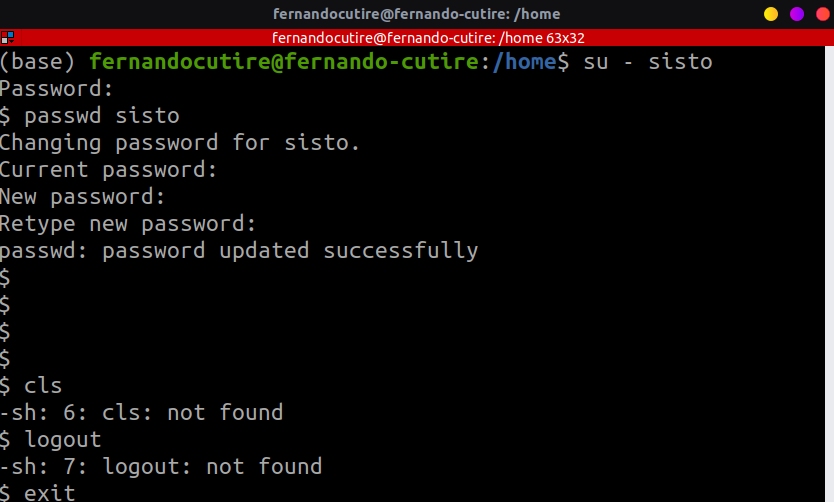 fernandocutire@fernando-cutire: /home
fernandocutire@fernando-cutire: /home 63x32
(base) fernandocutire@fernando-cutire:/home$ su - sisto
Password:
$ passwd sisto
Changing password for sisto.
Current password:
New password:
Retype new password:
passwd: password updated successfully
$
$
$
$
$ cls
-sh: 6: cls: not found
$ logout
-sh: 7: logout: not found
$ exit